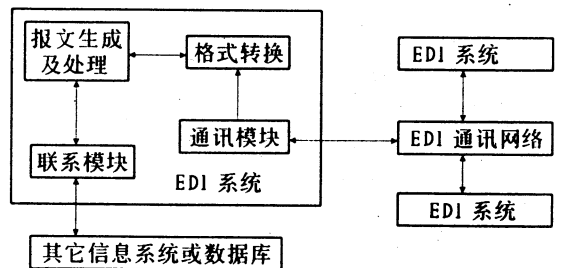 报文生成
及处理
格式转换
EDI 系统
通讯模块
EDI 通讯网络
联系模块
EDI 系统
EDI 系统
其它信息系统或数据库